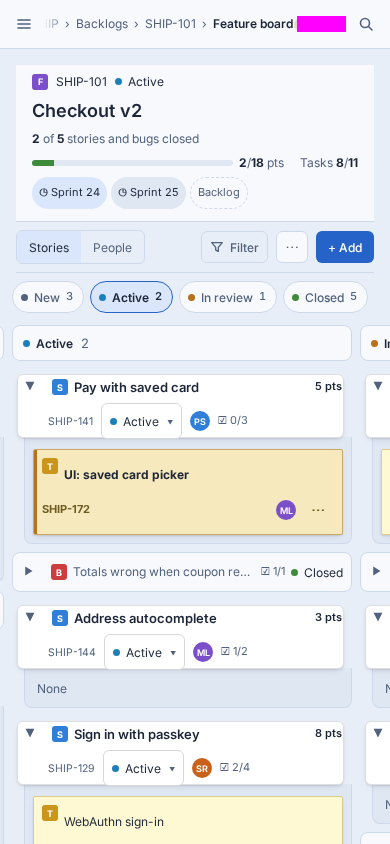 IP › Backlogs › SHIP-101 › Feature board
F SHIP-101 Active
Checkout v2
2 of 5 stories and bugs closed
2/18 pts Tasks 8/11
Sprint 24 Sprint 25 Backlog
Stories People Filter ··· + Add
New 3 Active 2 In review 1 Closed 5
Active 2
S Pay with saved card 5 pts
SHIP-141 Active PS 0/3
T UI: saved card picker
SHIP-172 ML ···
B Totals wrong when coupon re... 1/1 Closed
S Address autocomplete 3 pts
SHIP-144 Active ML 1/2
None
S Sign in with passkey 8 pts
SHIP-129 Active SR 2/4
T WebAuthn sign-in